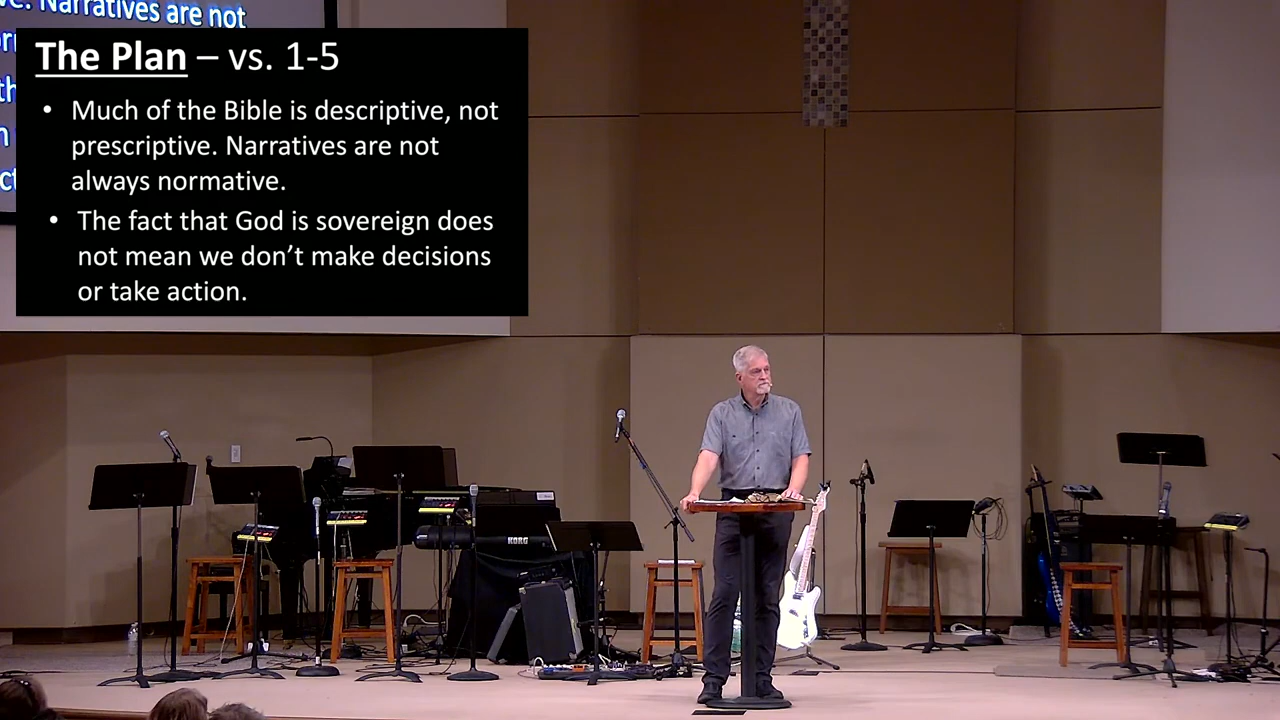 . Narratives are not
The Plan – vs. 1-5
• Much of the Bible is descriptive, not
prescriptive. Narratives are not
always normative.
• The fact that God is sovereign does
not mean we don't make decisions
or take action.
KORG